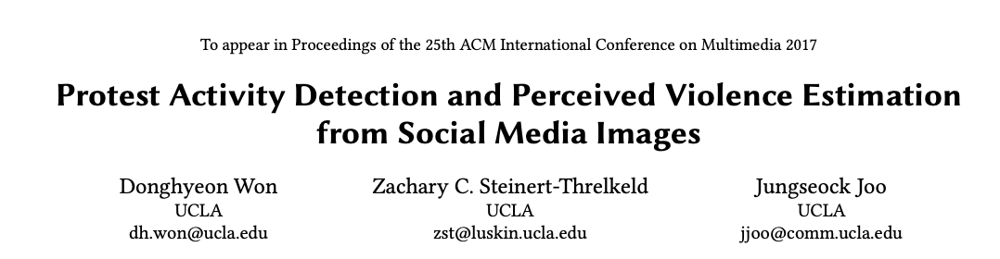 To appear in Proceedings of the 25th ACM International Conference on Multimedia 2017
Protest Activity Detection and Perceived Violence Estimation
from Social Media Images
Donghyeon Won
UCLA
dh.won@ucla.edu
Zachary C. Steinert-Threlkeld
UCLA
zst@luskin.ucla.edu
Jungseock Joo
UCLA
jjoo@comm.ucla.edu